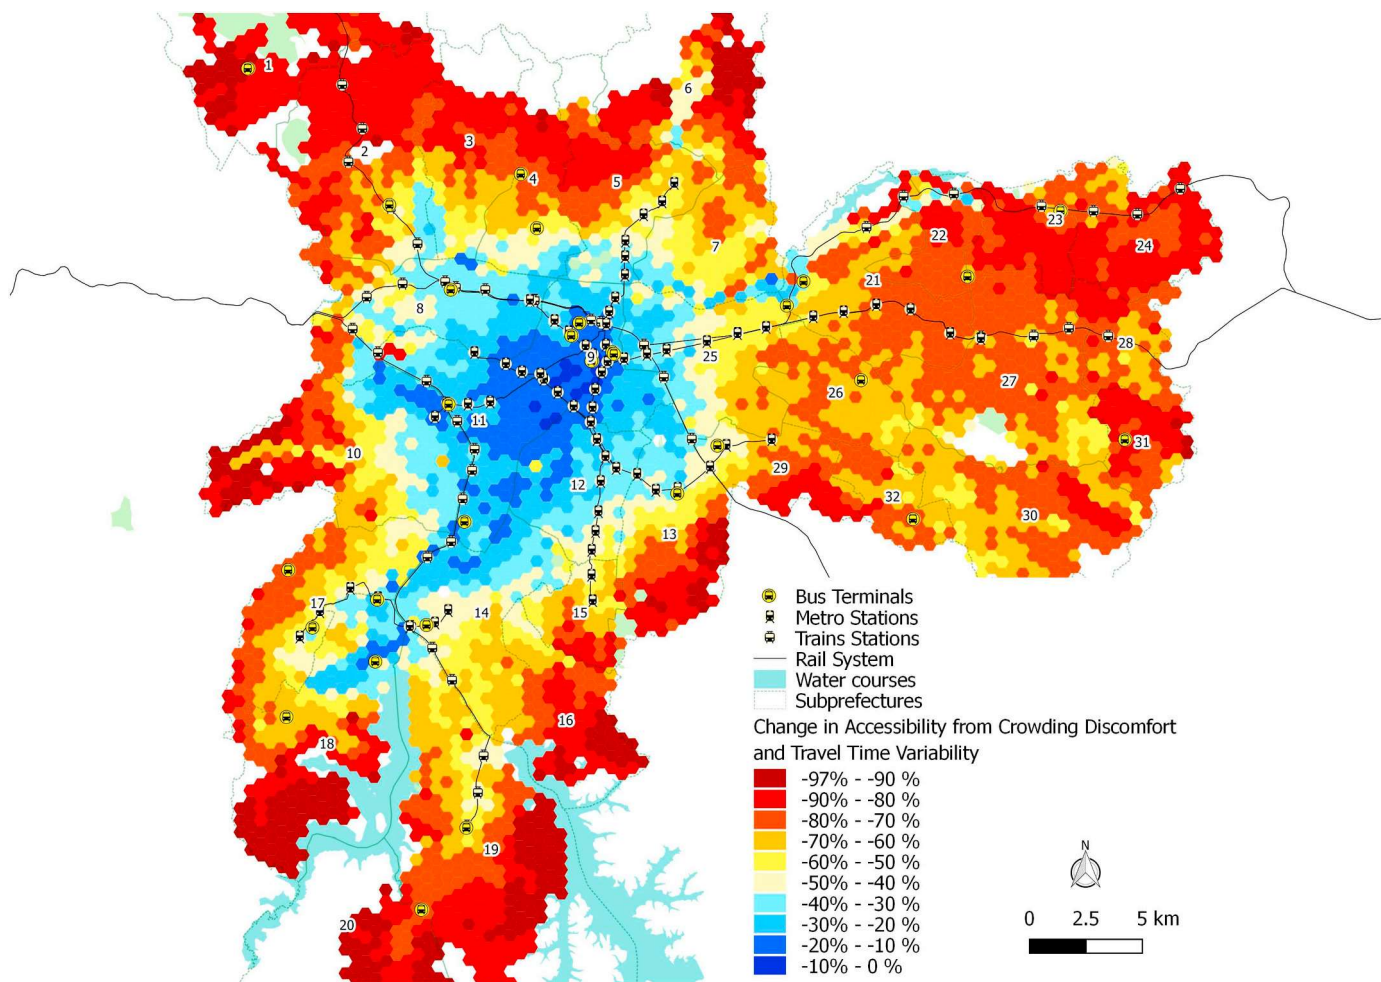 1
6
2
3
4
5
7
22
23
24
21
8
9
25
28
26
27
11
10
31
12
29
32
30
13
17
14
15
16
18
19
20
Bus Terminals
Metro Stations
Trains Stations
Rail System
Water courses
Subprefectures
Change in Accessibility from Crowding Discomfort
and Travel Time Variability
-97% - -90 %
-90% - -80 %
-80% - -70 %
-70% - -60 %
-60% - -50 %
-50% - -40 %
-40% - -30 %
-30% - -20 %
-20% - -10 %
-10% - 0 %
N
0 2.5 5 km